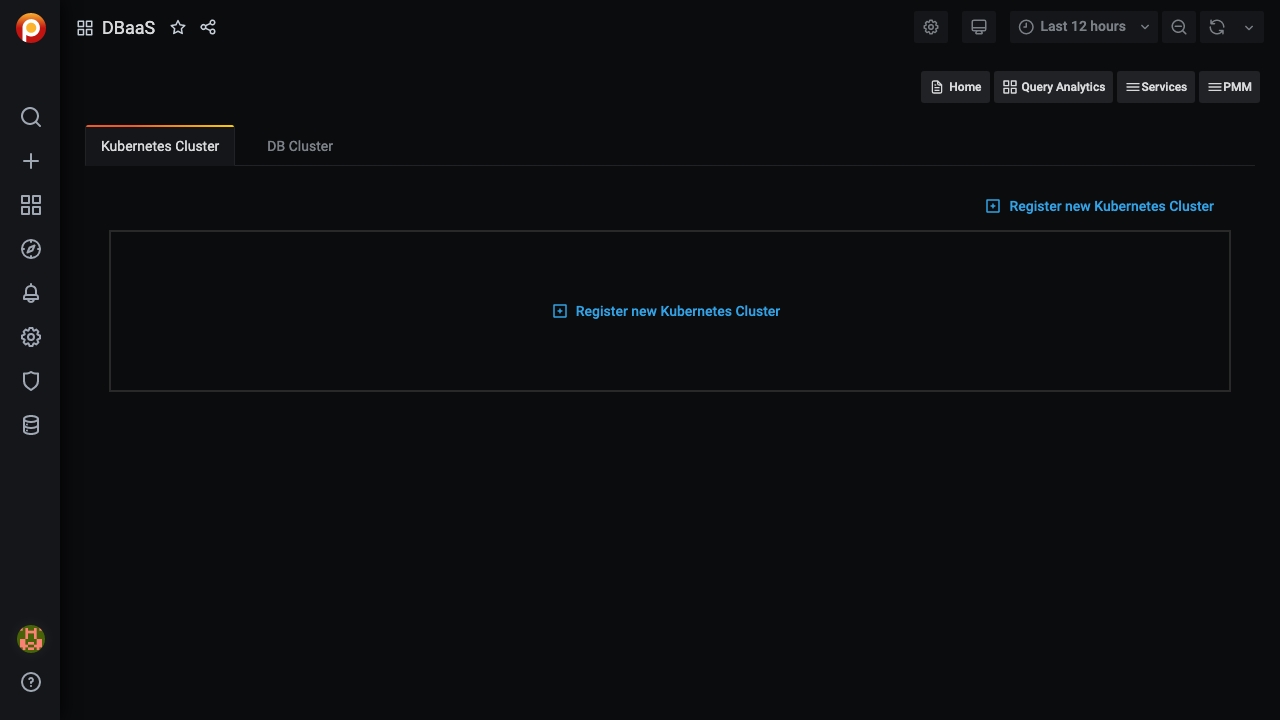 DBaaS
Last 12 hours
Home
Query Analytics
Services
PMM
Kubernetes Cluster
DB Cluster
Register new Kubernetes Cluster
Register new Kubernetes Cluster